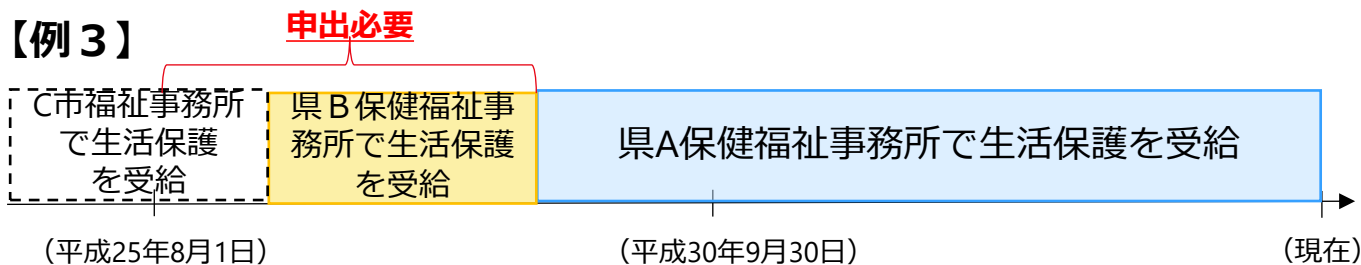 【例３】
申出必要
C市福祉事務所
で生活保護
を受給
県Ｂ保健福祉事
務所で生活保護
を受給
県A保健福祉事務所で生活保護を受給
（平成25年8月1日）
（平成30年9月30日）
（現在）